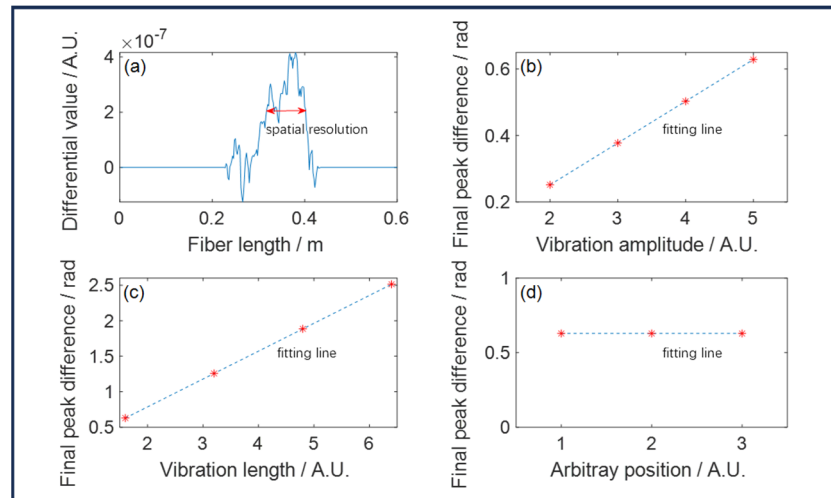 (a)
×10-7
4
2
0
Differential value / A.U.
spatial resolution
0
0.2
0.4
0.6
Fiber length / m
(b)
0.6
0.4
0.2
Final peak difference / rad
fitting line
2
3
4
5
Vibration amplitude / A.U.
(c)
2.5
2
1.5
1
0.5
Final peak difference / rad
fitting line
2
3
4
5
6
Vibration length / A.U.
(d)
1
0.5
0
Final peak difference / rad
fitting line
1
2
3
Arbitray position / A.U.